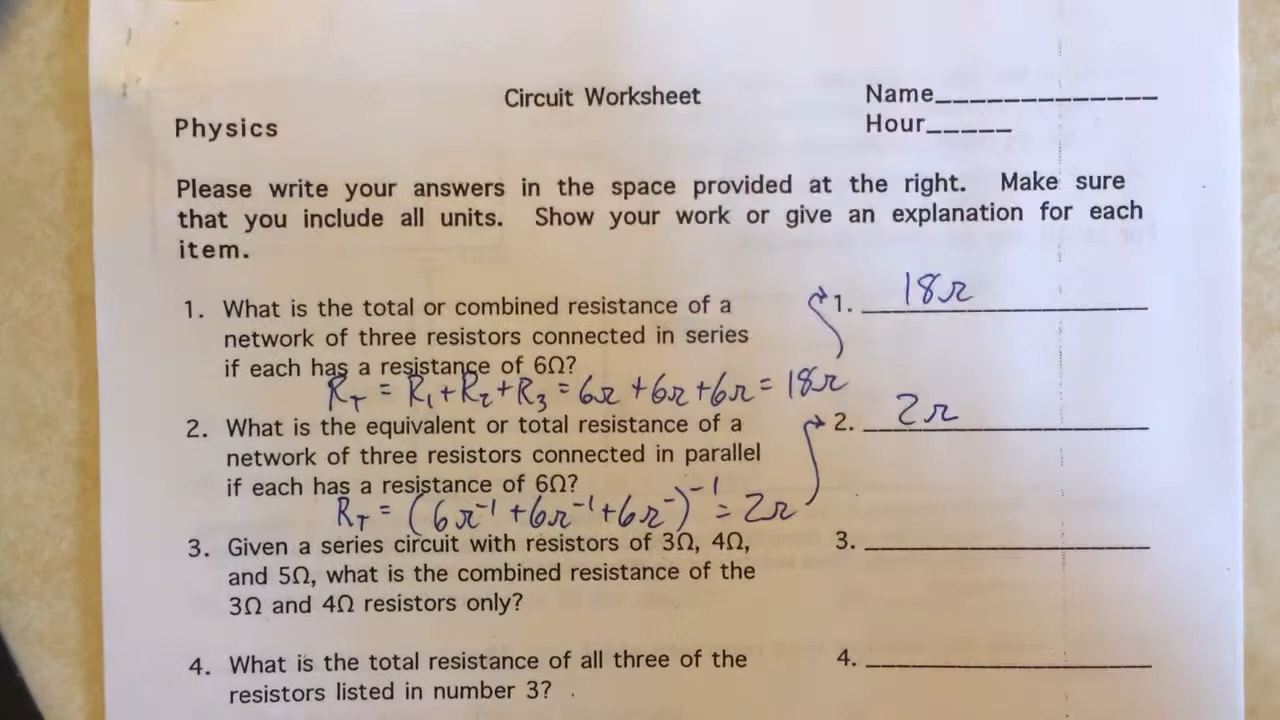 Circuit Worksheet
Name_____________
Physics
Hour_____
Please write your answers in the space provided at the right. Make sure
that you include all units. Show your work or give an explanation for each
item.
1. What is the total or combined resistance of a
network of three resistors connected in series
if each has a resistance of 6Ω?
1. 18Ω
R_T = R₁+R₂+R₃ = 6Ω+6Ω+6Ω = 18Ω
2. What is the equivalent or total resistance of a
network of three resistors connected in parallel
if each has a resistance of 6Ω?
2. 2Ω
R_T = (6Ω⁻¹+6Ω⁻¹+6Ω⁻)⁻¹ = 2Ω
3. Given a series circuit with resistors of 3Ω, 4Ω,
and 5Ω, what is the combined resistance of the
3Ω and 4Ω resistors only?
3. ____________________
4. What is the total resistance of all three of the
resistors listed in number 3?
4. ____________________